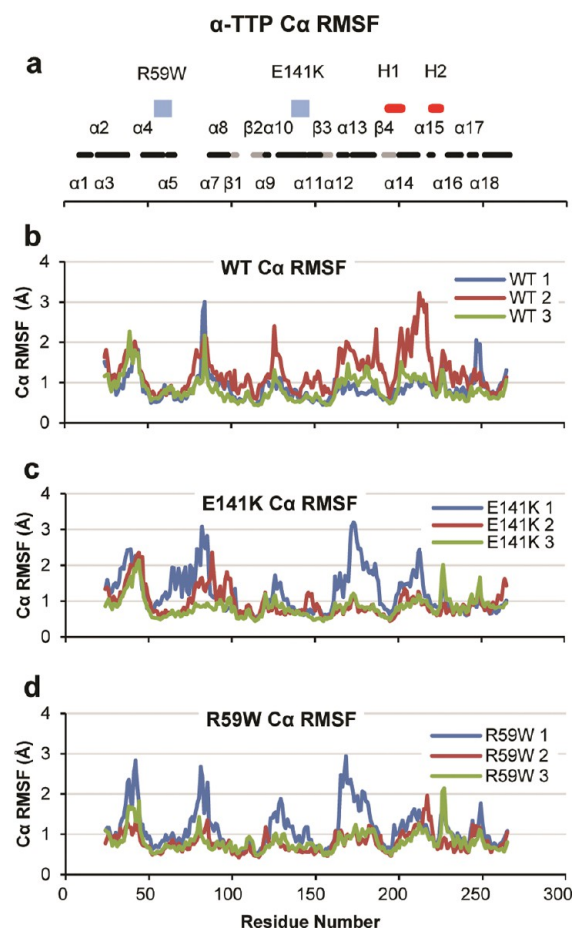 α-TTP Cα RMSF
a
R59W E141K H1 H2
α2 α4 α8 β2 α10 β3 α13 β4 α15 α17
α1 α3 α5 α7 β1 α9 α11 α12 α14 α16 α18
b
WT Cα RMSF
Cα RMSF (Å)
4
3
2
1
0
WT 1
WT 2
WT 3
c
E141K Cα RMSF
Cα RMSF (Å)
4
3
2
1
0
E141K 1
E141K 2
E141K 3
d
R59W Cα RMSF
Cα RMSF (Å)
4
3
2
1
0
R59W 1
R59W 2
R59W 3
0 50 100 150 200 250 300
Residue Number